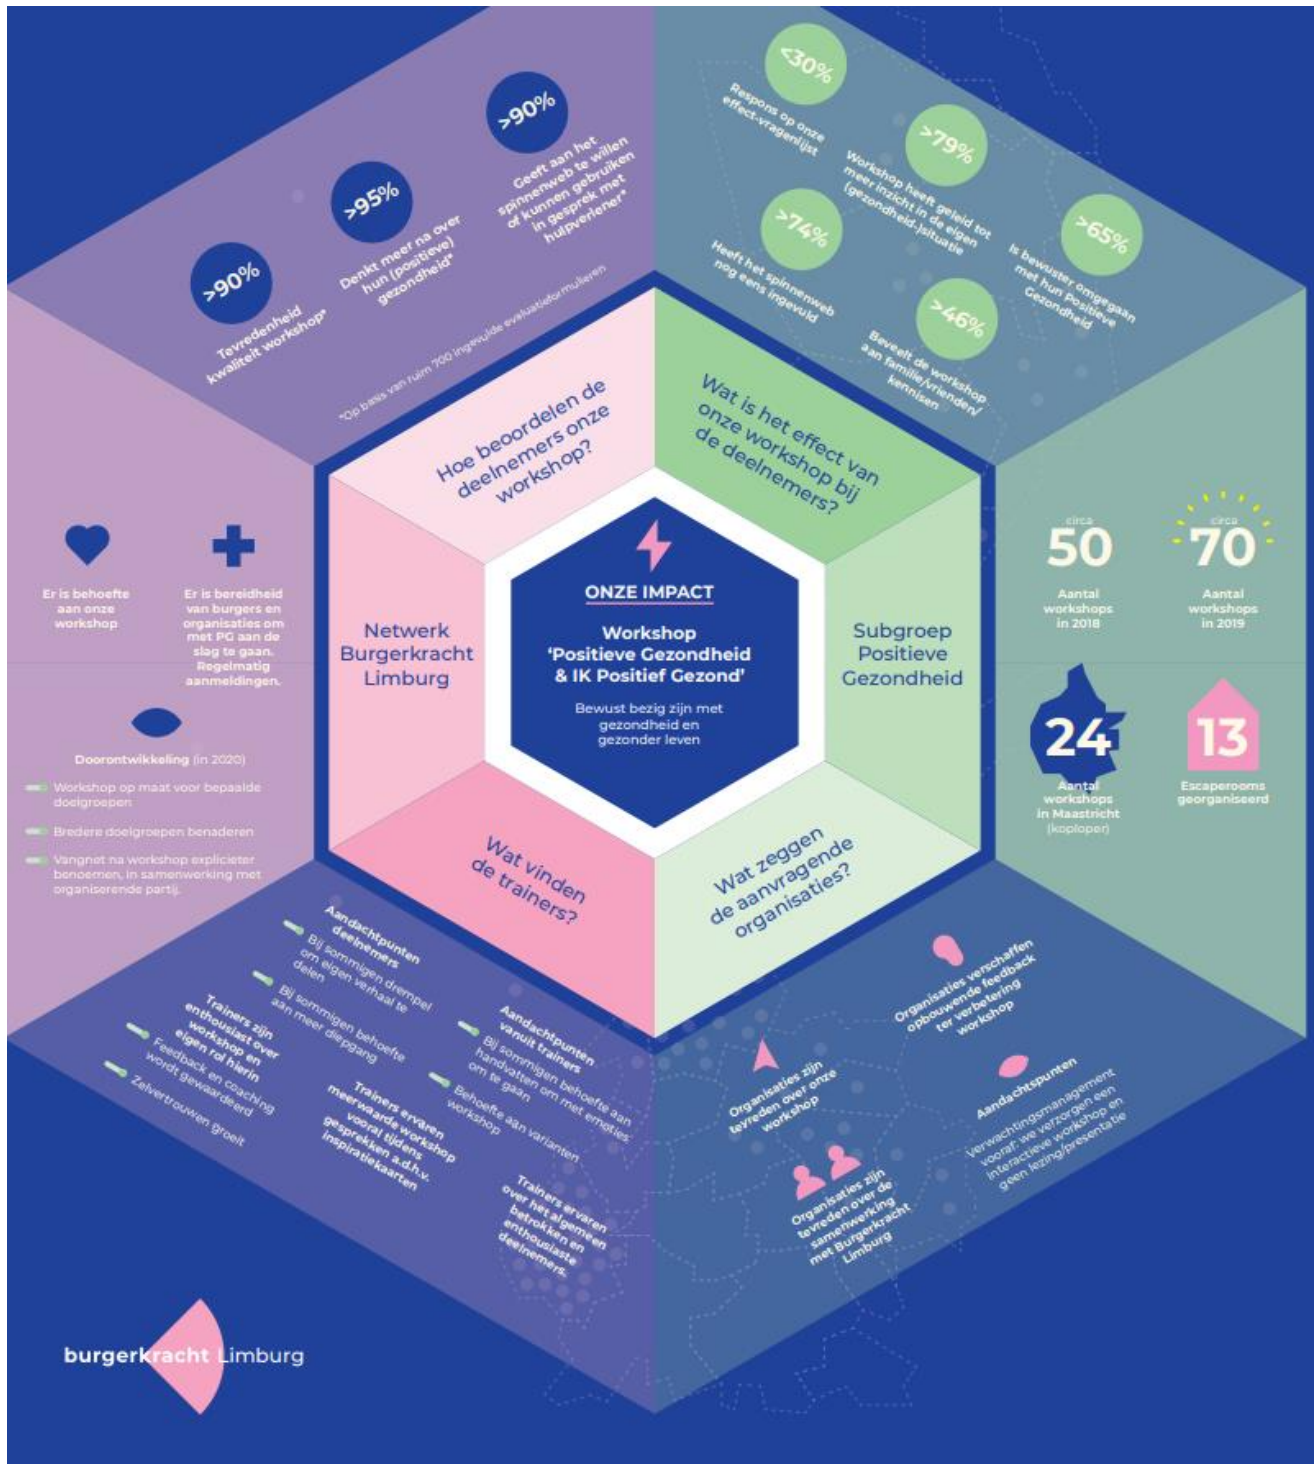 >90%
Tevredenheid
kwaliteit workshop*
>95%
Denkt meer na over
hun (positieve)
gezondheid*
>90%
Geeft aan het
spinnenweb te willen
of kunnen gebruiken
in gesprek met
hulpverlener*
*Op basis van ruim 700 ingevulde evaluatieformulieren
<30%
Respons op onze
effect-vragenlijst
>79%
Workshop heeft geleid tot
meer inzicht in de eigen
(gezondheid-)situatie
>74%
Heeft het spinnenweb
nog eens ingevuld
>65%
Is bewuster omgegaan
met hun Positieve
Gezondheid
>46%
Beveelt de workshop
aan familie/vrienden/
kennisen
Hoe beoordelen de
deelnemers onze
workshop?
Wat is het effect van
onze workshop bij
de deelnemers?
Er is behoefte
aan onze
workshop
Er is bereidheid
van burgers en
organisaties om
met PG aan de
slag te gaan.
Regelmatig
aanmeldingen.
Doorontwikkeling (in 2020)
Workshop op maat voor bepaalde
doelgroepen
Bredere doelgroepen benaderen
Vangnet na workshop explicieter
benoemen, in samenwerking met
organiserende partij.
Netwerk
Burgerkracht
Limburg
ONZE IMPACT
Workshop
‘Positieve Gezondheid
& IK Positief Gezond’
Bewust bezig zijn met
gezondheid en
gezonder leven
Subgroep
Positieve
Gezondheid
circa
50
Aantal
workshops
in 2018
circa
70
Aantal
workshops
in 2019
24
Aantal
workshops
in Maastricht
(koploper)
13
Escaperooms
georganiseerd
Wat vinden
de trainers?
Wat zeggen
de aanvragende
organisaties?
Aandachtpunten
deelnemers
Bij sommigen drempel
om eigen verhaal te
delen
Bij sommigen behoefte
aan meer diepgang
Trainers zijn
enthousiast over
workshop en
eigen rol hierin
Feedback en coaching
wordt gewaardeerd
Zelvertrouwen groeit
Aandachtpunten
vanuit trainers
Bij sommigen behoefte aan
handvatten om met emoties
om te gaan
Behoefte aan varianten
workshop
Trainers ervaren
meerwaarde workshop
vooral tijdens
gesprekken a.d.h.v.
inspiratiekaarten
Trainers ervaren
over het algemeen
betrokken en
enthousiaste
deelnemers.
Organisaties verschaffen
opbouwende feedback
ter verbetering
workshop
Organisaties zijn
tevreden over onze
workshop
Aandachtspunten
Verwachtingsmanagement
vooraf: we verzorgen een
interactieve workshop en
geen lezing/presentatie
Organisaties zijn
tevreden over de
samenwerking
met Burgerkracht
Limburg
burgerkracht Limburg